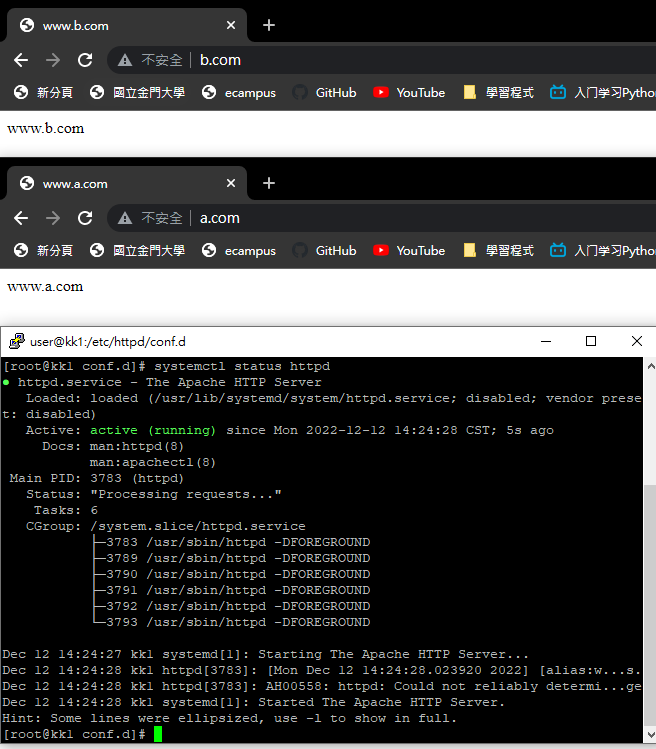 www.b.com
不安全 b.com
新分頁 國立金門大學 ecampus GitHub YouTube 學習程式 入门学习Python
www.b.com
www.a.com
不安全 a.com
新分頁 國立金門大學 ecampus GitHub YouTube 學習程式 入门学习Python
www.a.com
user@kk1:/etc/httpd/conf.d
[root@kk1 conf.d]# systemctl status httpd
● httpd.service - The Apache HTTP Server
Loaded: loaded (/usr/lib/systemd/system/httpd.service; disabled; vendor prese
t: disabled)
Active: active (running) since Mon 2022-12-12 14:24:28 CST; 5s ago
Docs: man:httpd(8)
man:apachectl(8)
Main PID: 3783 (httpd)
Status: "Processing requests..."
Tasks: 6
CGroup: /system.slice/httpd.service
├─3783 /usr/sbin/httpd -DFOREGROUND
├─3789 /usr/sbin/httpd -DFOREGROUND
├─3790 /usr/sbin/httpd -DFOREGROUND
├─3791 /usr/sbin/httpd -DFOREGROUND
├─3792 /usr/sbin/httpd -DFOREGROUND
└─3793 /usr/sbin/httpd -DFOREGROUND
Dec 12 14:24:27 kk1 systemd[1]: Starting The Apache HTTP Server...
Dec 12 14:24:28 kk1 httpd[3783]: [Mon Dec 12 14:24:28.023920 2022] [alias:w...s.
Dec 12 14:24:28 kk1 httpd[3783]: AH00558: httpd: Could not reliably determi...ge
Dec 12 14:24:28 kk1 systemd[1]: Started The Apache HTTP Server.
Hint: Some lines were ellipsized, use -l to show in full.
[root@kk1 conf.d]#